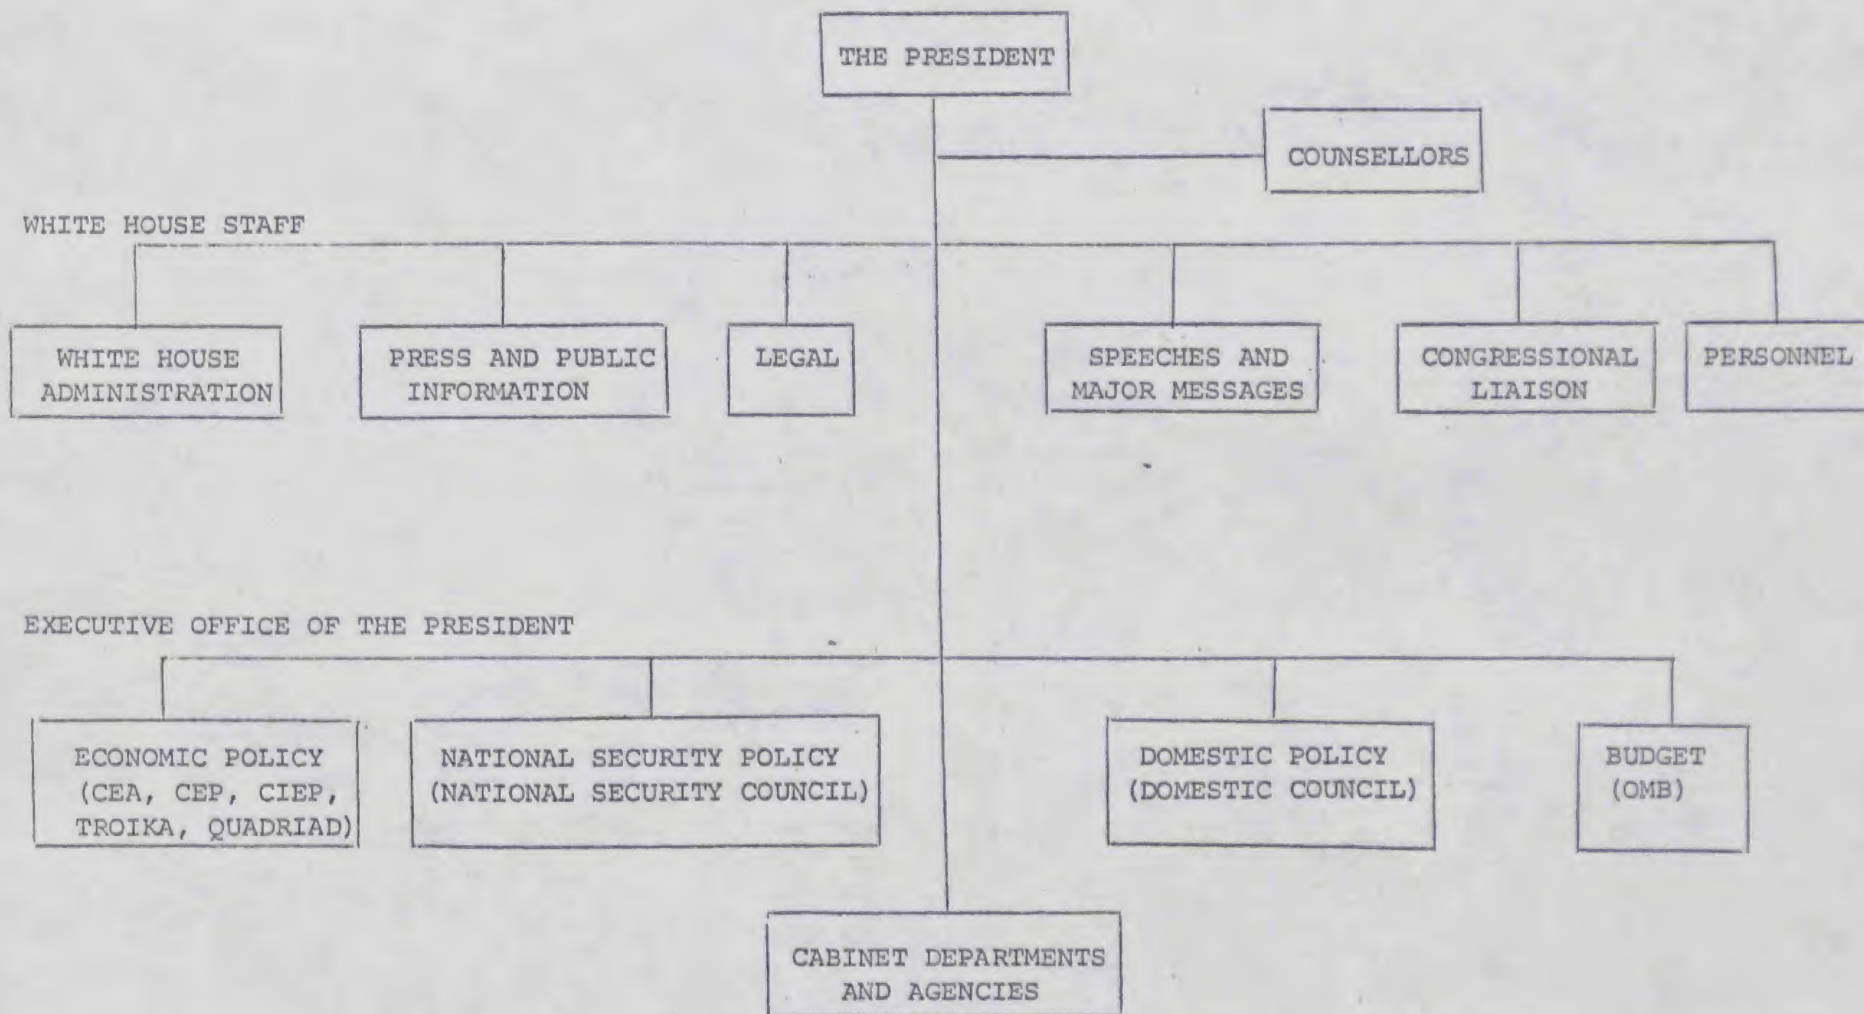 THE PRESIDENT
COUNSELLORS
WHITE HOUSE STAFF
WHITE HOUSE
ADMINISTRATION
PRESS AND PUBLIC
INFORMATION
LEGAL
SPEECHES AND
MAJOR MESSAGES
CONGRESSIONAL
LIAISON
PERSONNEL
EXECUTIVE OFFICE OF THE PRESIDENT
ECONOMIC POLICY
(CEA, CEP, CIEP,
TROIKA, QUADRIAD)
NATIONAL SECURITY POLICY
(NATIONAL SECURITY COUNCIL)
DOMESTIC POLICY
(DOMESTIC COUNCIL)
BUDGET
(OMB)
CABINET DEPARTMENTS
AND AGENCIES